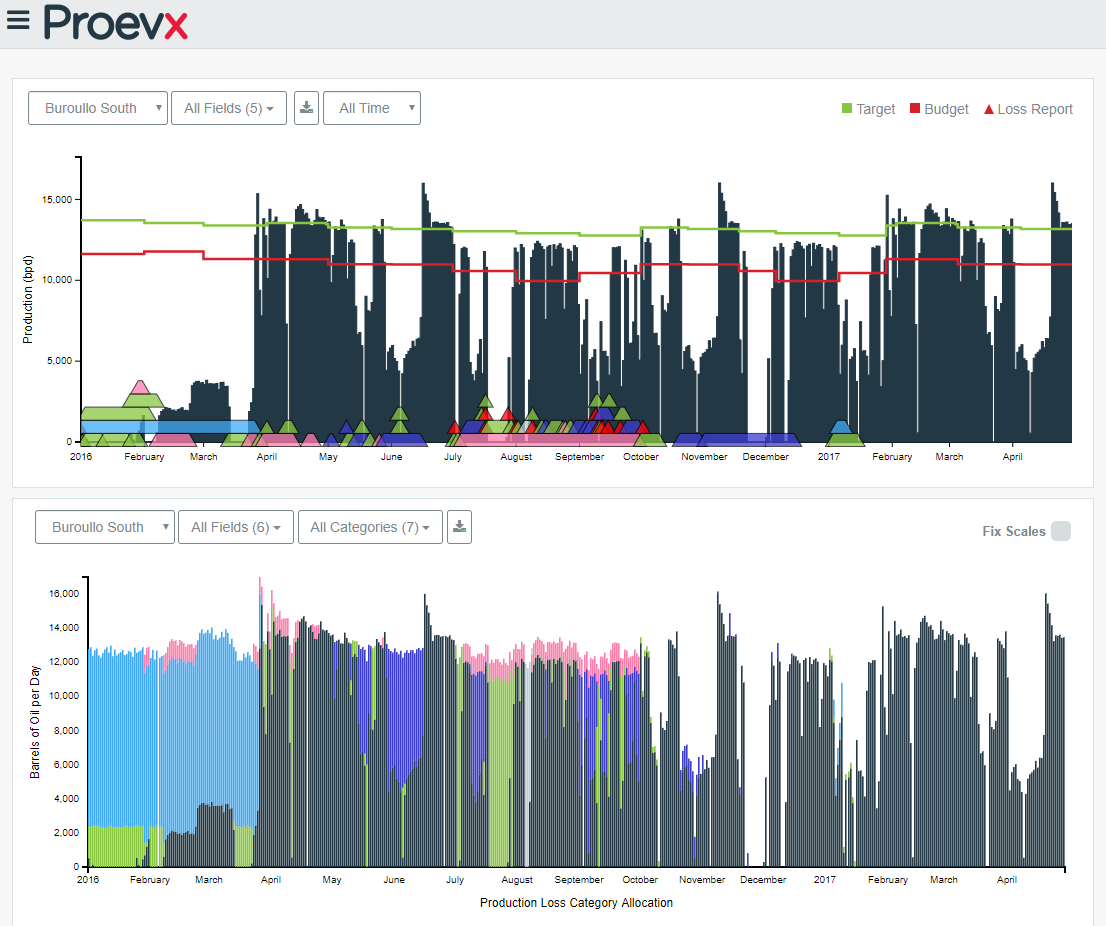 Proevx
Buroullo South
All Fields (5)
All Time
Target
Budget
Loss Report
Production (bpd)
15,000
10,000
5,000
0
2016 February March April May June July August September October November December 2017 February March April
Buroullo South
All Fields (6)
All Categories (7)
Fix Scales
Barrels of Oil per Day
16,000
14,000
12,000
10,000
8,000
6,000
4,000
2,000
0
2016 February March April May June July August September October November December 2017 February March April
Production Loss Category Allocation